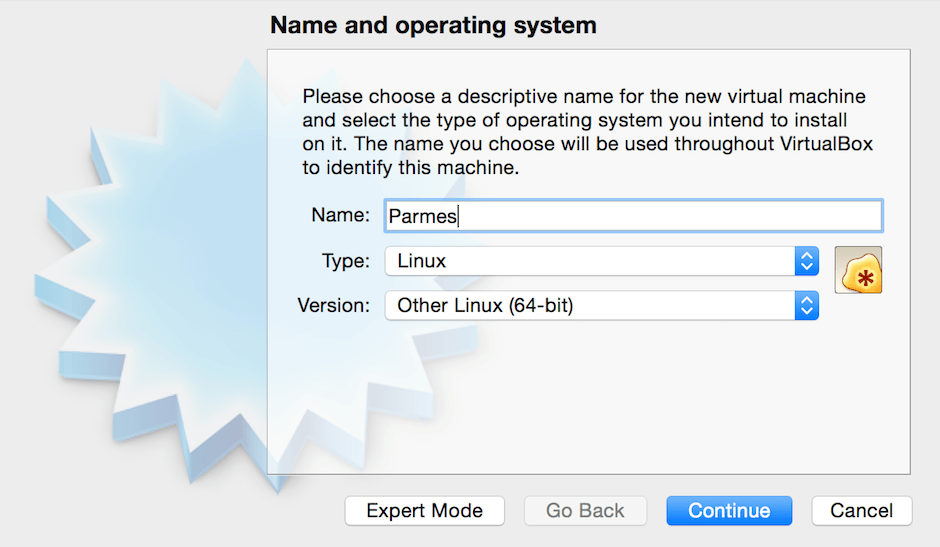 Name and operating system
Please choose a descriptive name for the new virtual machine
and select the type of operating system you intend to install
on it. The name you choose will be used throughout VirtualBox
to identify this machine.
Name: Parmes
Type: Linux
Version: Other Linux (64-bit)
Expert Mode Go Back Continue Cancel